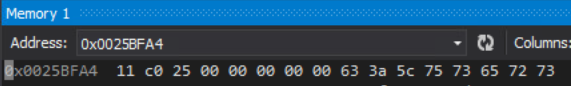 Memory 1
Address: 0x0025BFA4 Columns:
0x0025BFA4 11 c0 25 00 00 00 00 00 63 3a 5c 75 73 65 72 73